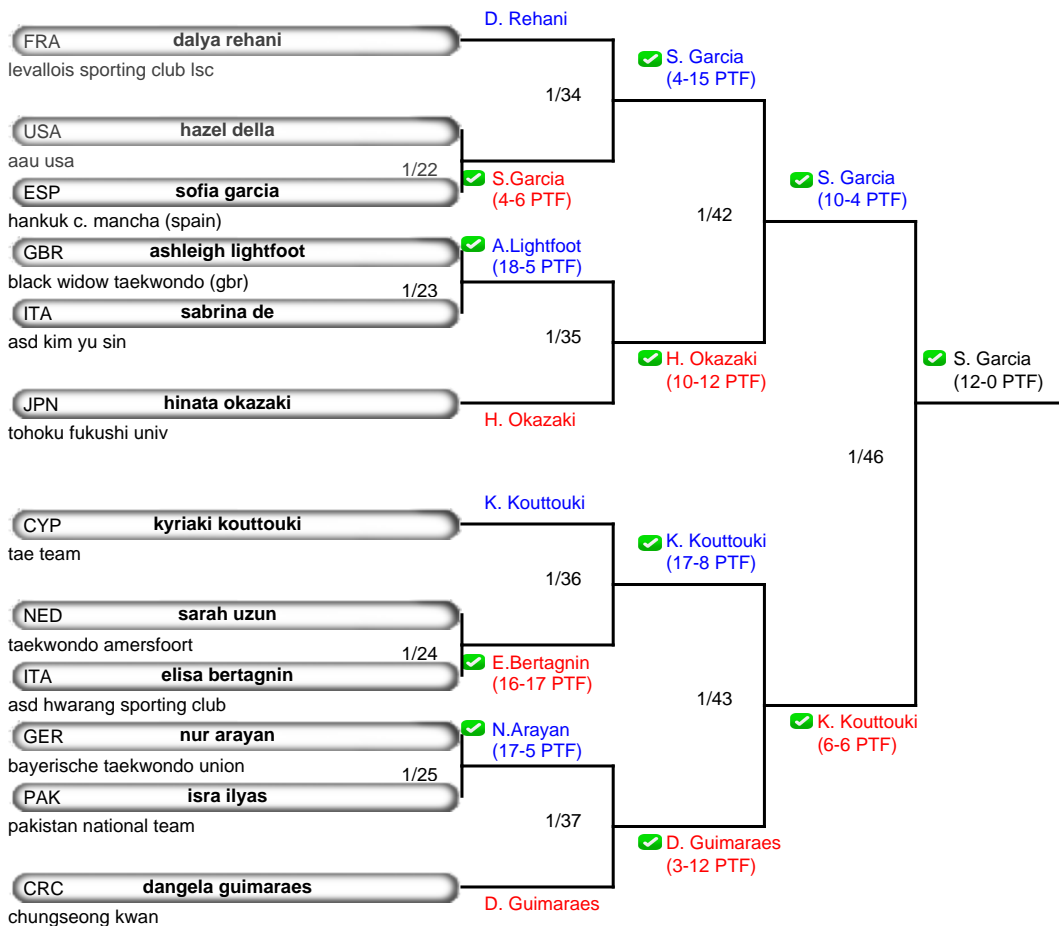 D. Rehani
FRA dalya rehani
levallois sporting club lsc
S. Garcia
(4-15 PTF)
1/34
USA hazel della
aau usa
1/22
S.Garcia
(4-6 PTF)
ESP sofia garcia
hankuk c. mancha (spain)
S. Garcia
(10-4 PTF)
1/42
GBR ashleigh lightfoot
black widow taekwondo (gbr)
A.Lightfoot
(18-5 PTF)
1/23
ITA sabrina de
asd kim yu sin
1/35
H. Okazaki
(10-12 PTF)
S. Garcia
(12-0 PTF)
JPN hinata okazaki
tohoku fukushi univ
H. Okazaki
1/46
K. Kouttouki
CYP kyriaki kouttouki
tae team
K. Kouttouki
(17-8 PTF)
1/36
NED sarah uzun
taekwondo amersfoort
1/24
E.Bertagnin
(16-17 PTF)
ITA elisa bertagnin
asd hwarang sporting club
1/43
K. Kouttouki
(6-6 PTF)
GER nur arayan
bayerische taekwondo union
N.Arayan
(17-5 PTF)
1/25
PAK isra ilyas
pakistan national team
1/37
D. Guimaraes
(3-12 PTF)
CRC dangela guimaraes
chungseong kwan
D. Guimaraes